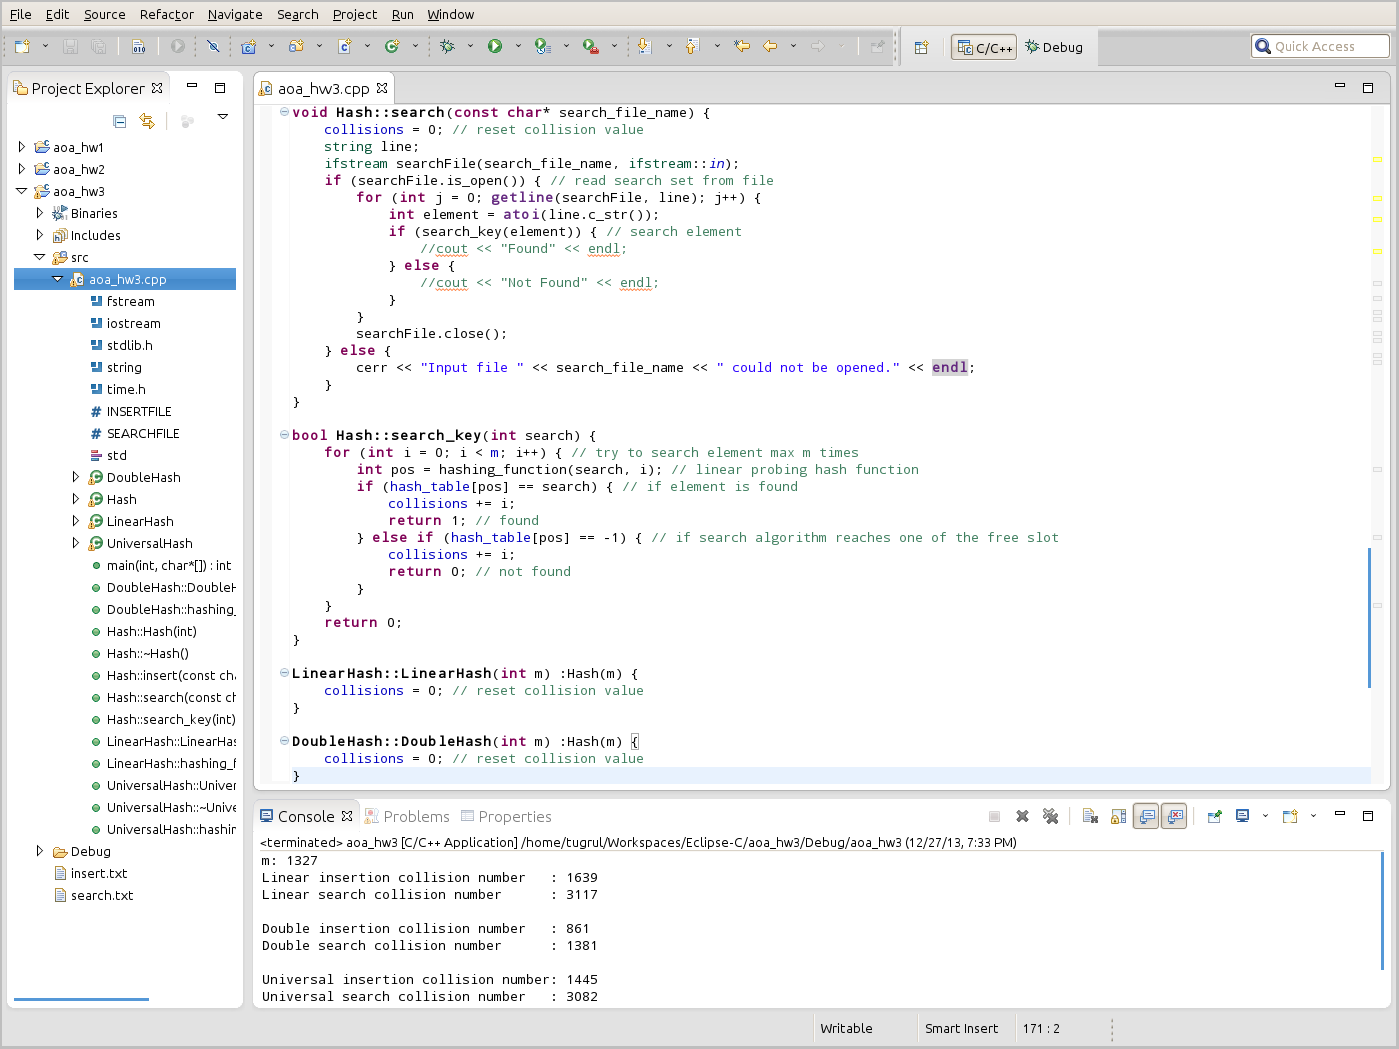 File Edit Source Refactor Navigate Search Project Run Window
C/C++ Debug Quick Access
Project Explorer
aoa_hw1
aoa_hw2
aoa_hw3
Binaries
Includes
src
aoa_hw3.cpp
fstream
iostream
stdlib.h
string
time.h
INSERTFILE
SEARCHFILE
std
DoubleHash
Hash
LinearHash
UniversalHash
main(int, char*[]) : int
DoubleHash::DoubleH
DoubleHash::hashing_
Hash::Hash(int)
Hash::~Hash()
Hash::insert(const cha
Hash::search(const ch
Hash::search_key(int)
LinearHash::LinearHas
LinearHash::hashing_f
UniversalHash::Univer
UniversalHash::~Unive
UniversalHash::hashin
Debug
insert.txt
search.txt
aoa_hw3.cpp
void Hash::search(const char* search_file_name) {
collisions = 0; // reset collision value
string line;
ifstream searchFile(search_file_name, ifstream::in);
if (searchFile.is_open()) { // read search set from file
for (int j = 0; getline(searchFile, line); j++) {
int element = atoi(line.c_str());
if (search_key(element)) { // search element
//cout << "Found" << endl;
} else {
//cout << "Not Found" << endl;
}
}
searchFile.close();
} else {
cerr << "Input file " << search_file_name << " could not be opened." << endl;
}
}
bool Hash::search_key(int search) {
for (int i = 0; i < m; i++) { // try to search element max m times
int pos = hashing_function(search, i); // linear probing hash function
if (hash_table[pos] == search) { // if element is found
collisions += i;
return 1; // found
} else if (hash_table[pos] == -1) { // if search algorithm reaches one of the free slot
collisions += i;
return 0; // not found
}
}
return 0;
}
LinearHash::LinearHash(int m) :Hash(m) {
collisions = 0; // reset collision value
}
DoubleHash::DoubleHash(int m) :Hash(m) {
collisions = 0; // reset collision value
}
Console Problems Properties
<terminated> aoa_hw3 [C/C++ Application] /home/tugrul/Workspaces/Eclipse-C/aoa_hw3/Debug/aoa_hw3 (12/27/13, 7:33 PM)
m: 1327
Linear insertion collision number : 1639
Linear search collision number : 3117
Double insertion collision number : 861
Double search collision number : 1381
Universal insertion collision number: 1445
Universal search collision number : 3082
Writable Smart Insert 171 : 2